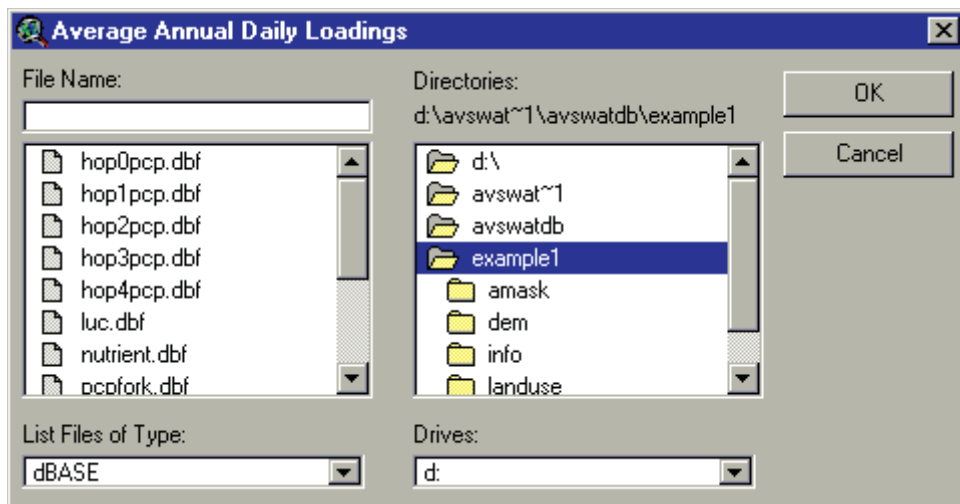 Average Annual Daily Loadings
File Name:
hop0pcp.dbf
hop1pcp.dbf
hop2pcp.dbf
hop3pcp.dbf
hop4pcp.dbf
luc.dbf
nutrient.dbf
pcpfork.dbf
List Files of Type:
dBASE
Directories:
d:\avswat~1\avswatdb\example1
d:\
avswat~1
avswatdb
example1
amask
dem
info
landuse
Drives:
d:
OK
Cancel